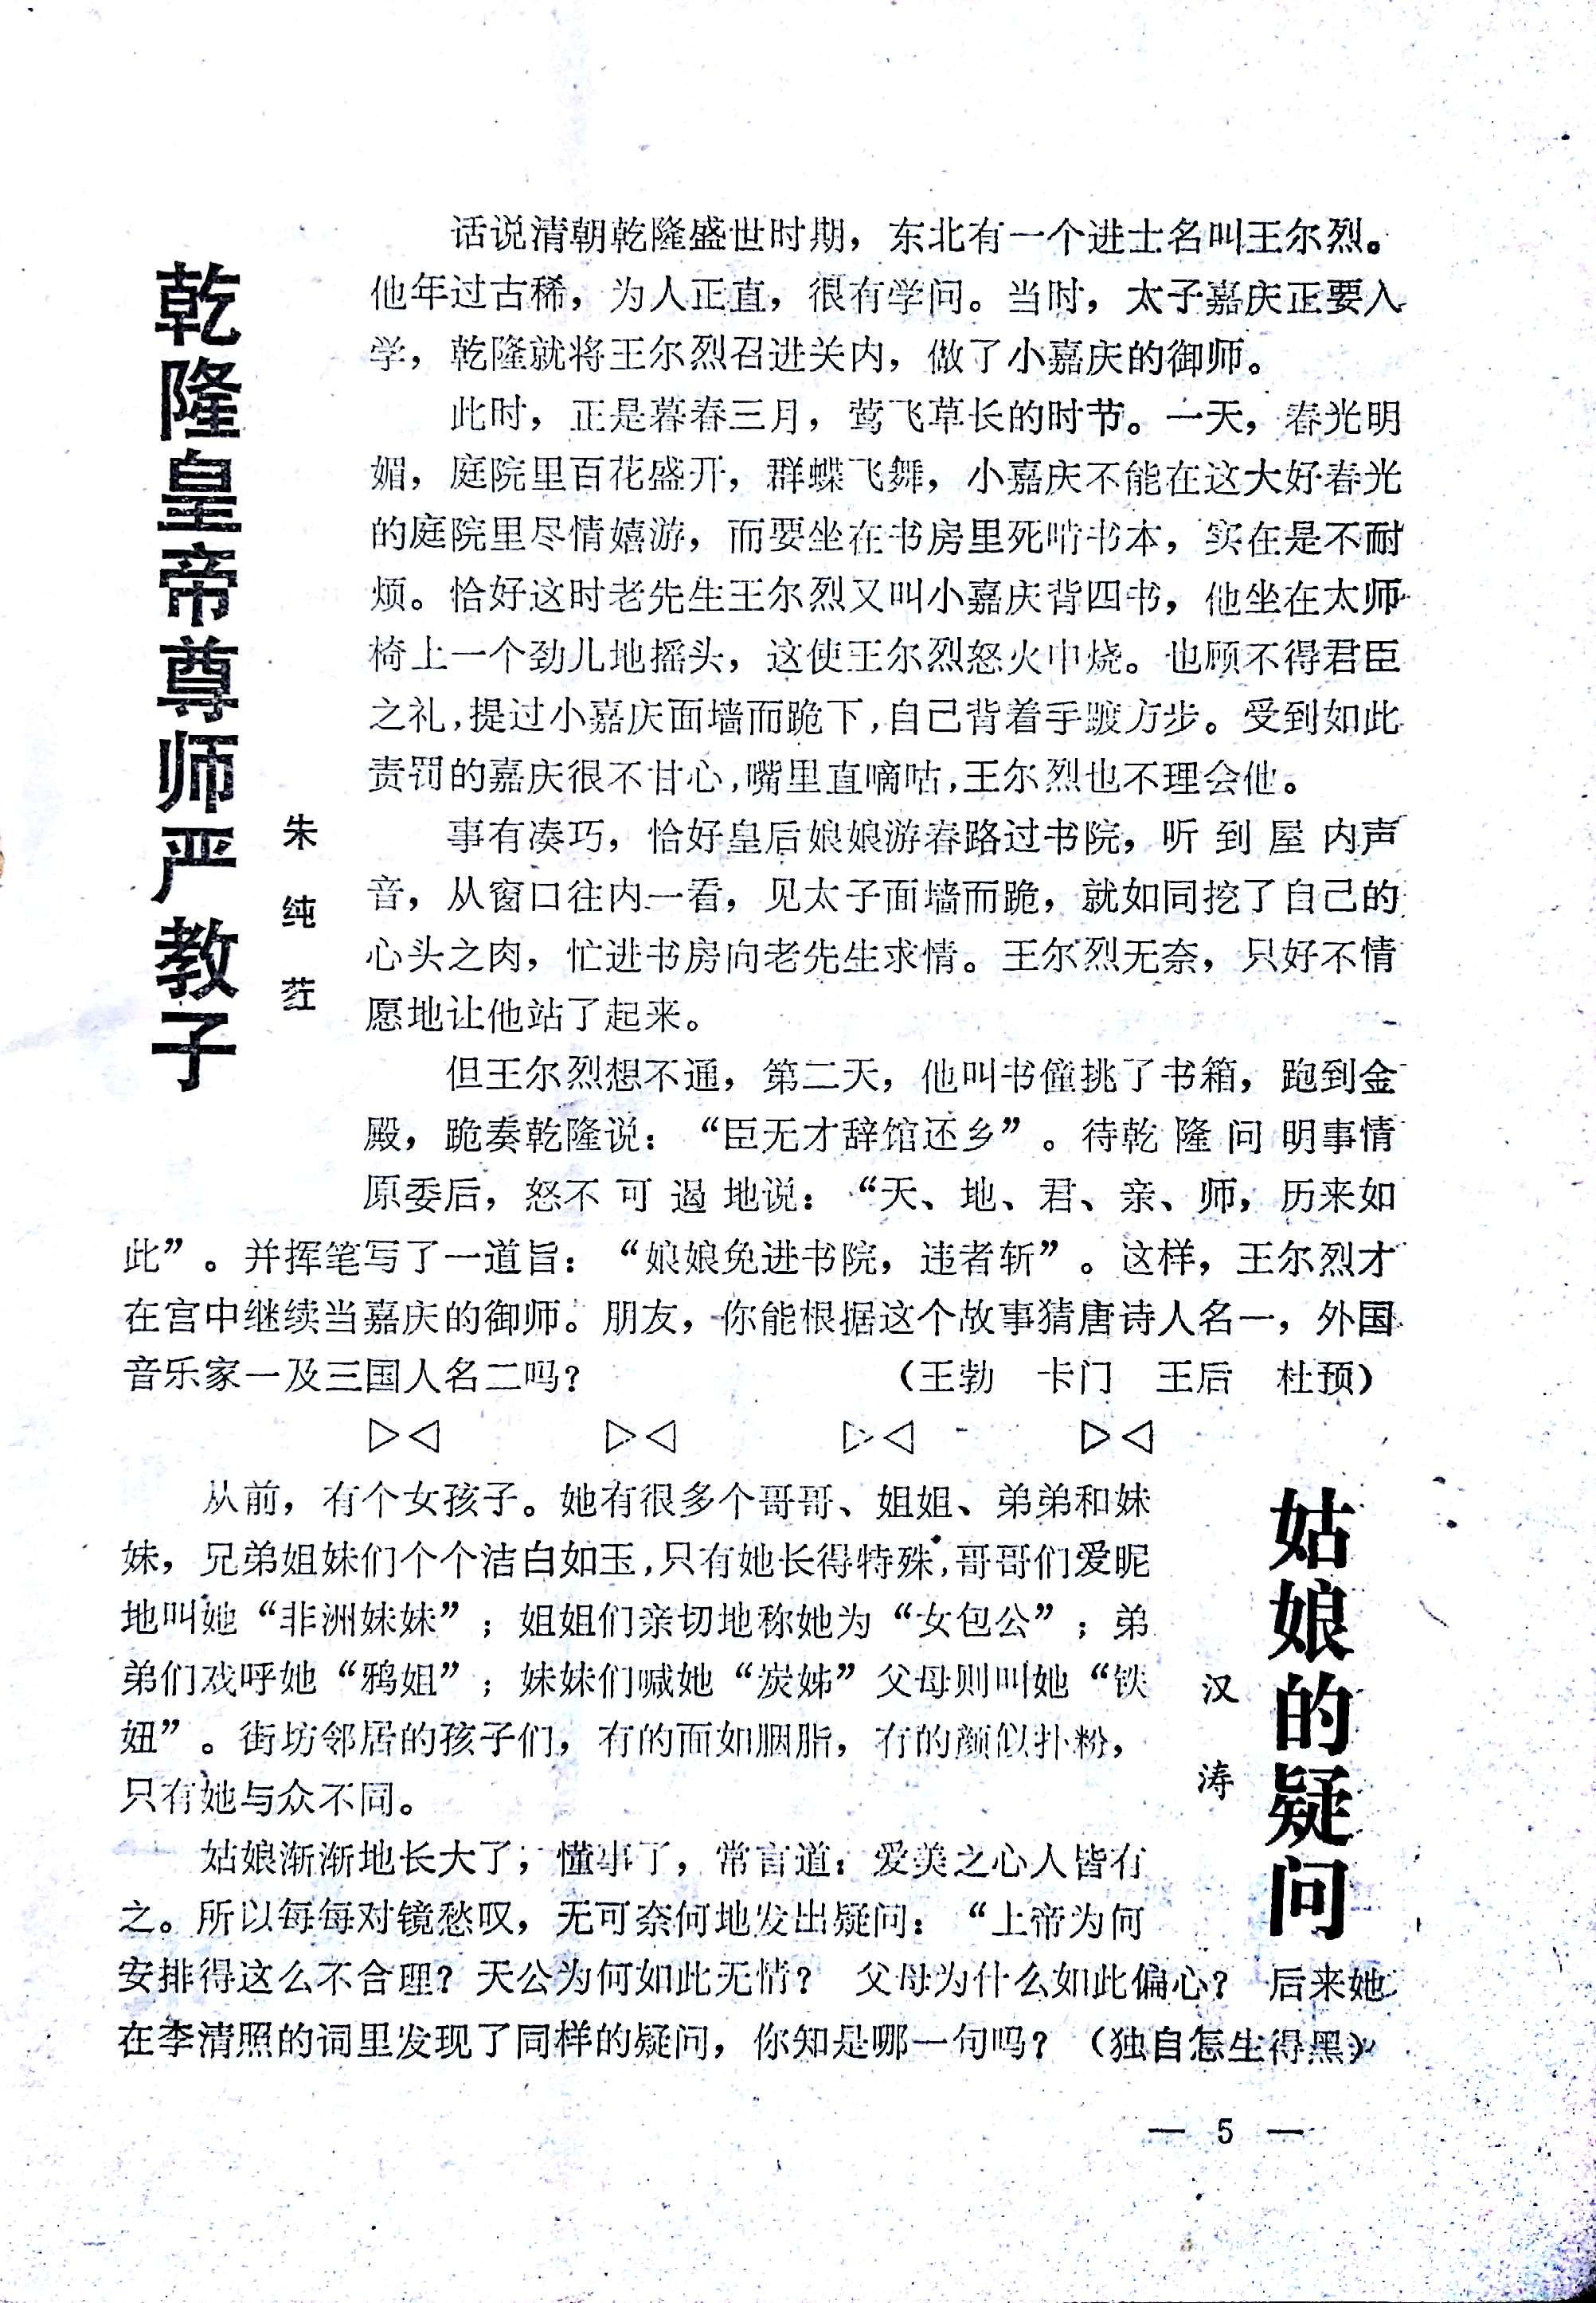 乾隆皇帝尊师严教子
朱纯荭
话说清朝乾隆盛世时期，东北有一个进士名叫王尔烈。
他年过古稀，为人正直，很有学问。当时，太子嘉庆正要入
学，乾隆就将王尔烈召进关内，做了小嘉庆的御师。
此时，正是暮春三月，莺飞草长的时节。一天，春光明
媚，庭院里百花盛开，群蝶飞舞，小嘉庆不能在这大好春光
的庭院里尽情嬉游，而要坐在书房里死啃书本，实在是不耐
烦。恰好这时老先生王尔烈又叫小嘉庆背四书，他坐在太师
椅上一个劲儿地摇头，这使王尔烈怒火中烧。也顾不得君臣
之礼，提过小嘉庆面墙而跪下，自己背着手踱方步。受到如此
责罚的嘉庆很不甘心，嘴里直嘀咕，王尔烈也不理会他。
事有凑巧，恰好皇后娘娘游春路过书院，听到屋内声
音，从窗口往内一看，见太子面墙而跪，就如同挖了自己的
心头之肉，忙进书房向老先生求情。王尔烈无奈，只好不情
愿地让他站了起来。
但王尔烈想不通，第二天，他叫书僮挑了书箱，跑到金
殿，跪奏乾隆说：“臣无才辞馆还乡”。待乾隆问明事情
原委后，怒不可遏地说：“天、地、君、亲、师，历来如
此”。并挥笔写了一道旨：“娘娘免进书院，违者斩”。这样，王尔烈才
在宫中继续当嘉庆的御师。朋友，你能根据这个故事猜唐诗人名一，外国
音乐家一及三国人名二吗？（王勃 卡门 王后 杜预）
姑娘的疑问
汉涛
从前，有个女孩子。她有很多个哥哥、姐姐、弟弟和妹
妹，兄弟姐妹们个个洁白如玉，只有她长得特殊，哥哥们爱昵
地叫她“非洲妹妹”；姐姐们亲切地称她为“女包公”；弟
弟们戏呼她“鸦姐”；妹妹们喊她“炭姊”父母则叫她“铁
妞”。街坊邻居的孩子们，有的面如胭脂，有的颜似扑粉，
只有她与众不同。
姑娘渐渐地长大了，懂事了，常言道：爱美之心人皆有
之。所以每每对镜愁叹，无可奈何地发出疑问：“上帝为何
安排得这么不合理？天公为何如此无情？ 父母为什么如此偏心？ 后来她
在李清照的词里发现了同样的疑问，你知是哪一句吗？（独自怎生得黑）
— 5 —